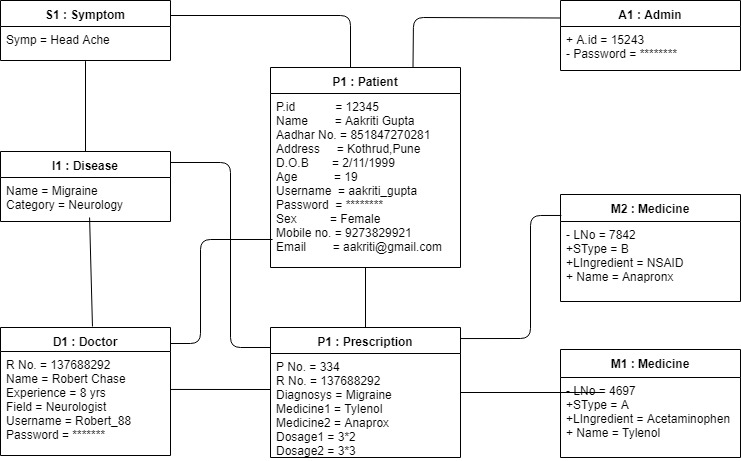 S1 : Symptom
Symp = Head Ache
A1 : Admin
+ A.id = 15243
- Password = ********
P1 : Patient
P.id = 12345
Name = Aakriti Gupta
Aadhar No. = 851847270281
Address = Kothrud,Pune
D.O.B = 2/11/1999
Age = 19
Username = aakriti_gupta
Password = ********
Sex = Female
Mobile no. = 9273829921
Email = aakriti@gmail.com
I1 : Disease
Name = Migraine
Category = Neurology
M2 : Medicine
- LNo = 7842
+SType = B
+LIngredient = NSAID
+ Name = Anapronx
D1 : Doctor
R No. = 137688292
Name = Robert Chase
Experience = 8 yrs
Field = Neurologist
Username = Robert_88
Password = *******
P1 : Prescription
P No. = 334
R No. = 137688292
Diagnosys = Migraine
Medicine1 = Tylenol
Medicine2 = Anaprox
Dosage1 = 3*2
Dosage2 = 3*3
M1 : Medicine
- LNo = 4697
+SType = A
+LIngredient = Acetaminophen
+ Name = Tylenol